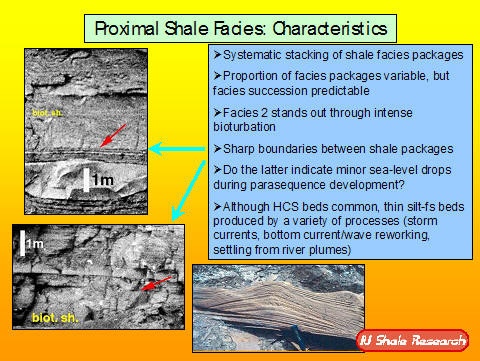 Proximal Shale Facies: Characteristics
➢Systematic stacking of shale facies packages
➢Proportion of facies packages variable, but
facies succession predictable
➢Facies 2 stands out through intense
bioturbation
➢Sharp boundaries between shale packages
➢Do the latter indicate minor sea-level drops
during parasequence development?
➢Although HCS beds common, thin silt-fs beds
produced by a variety of processes (storm
currents, bottom current/wave reworking,
settling from river plumes)
biot. sh.
1m
1m
biot. sh.
IU Shale Research